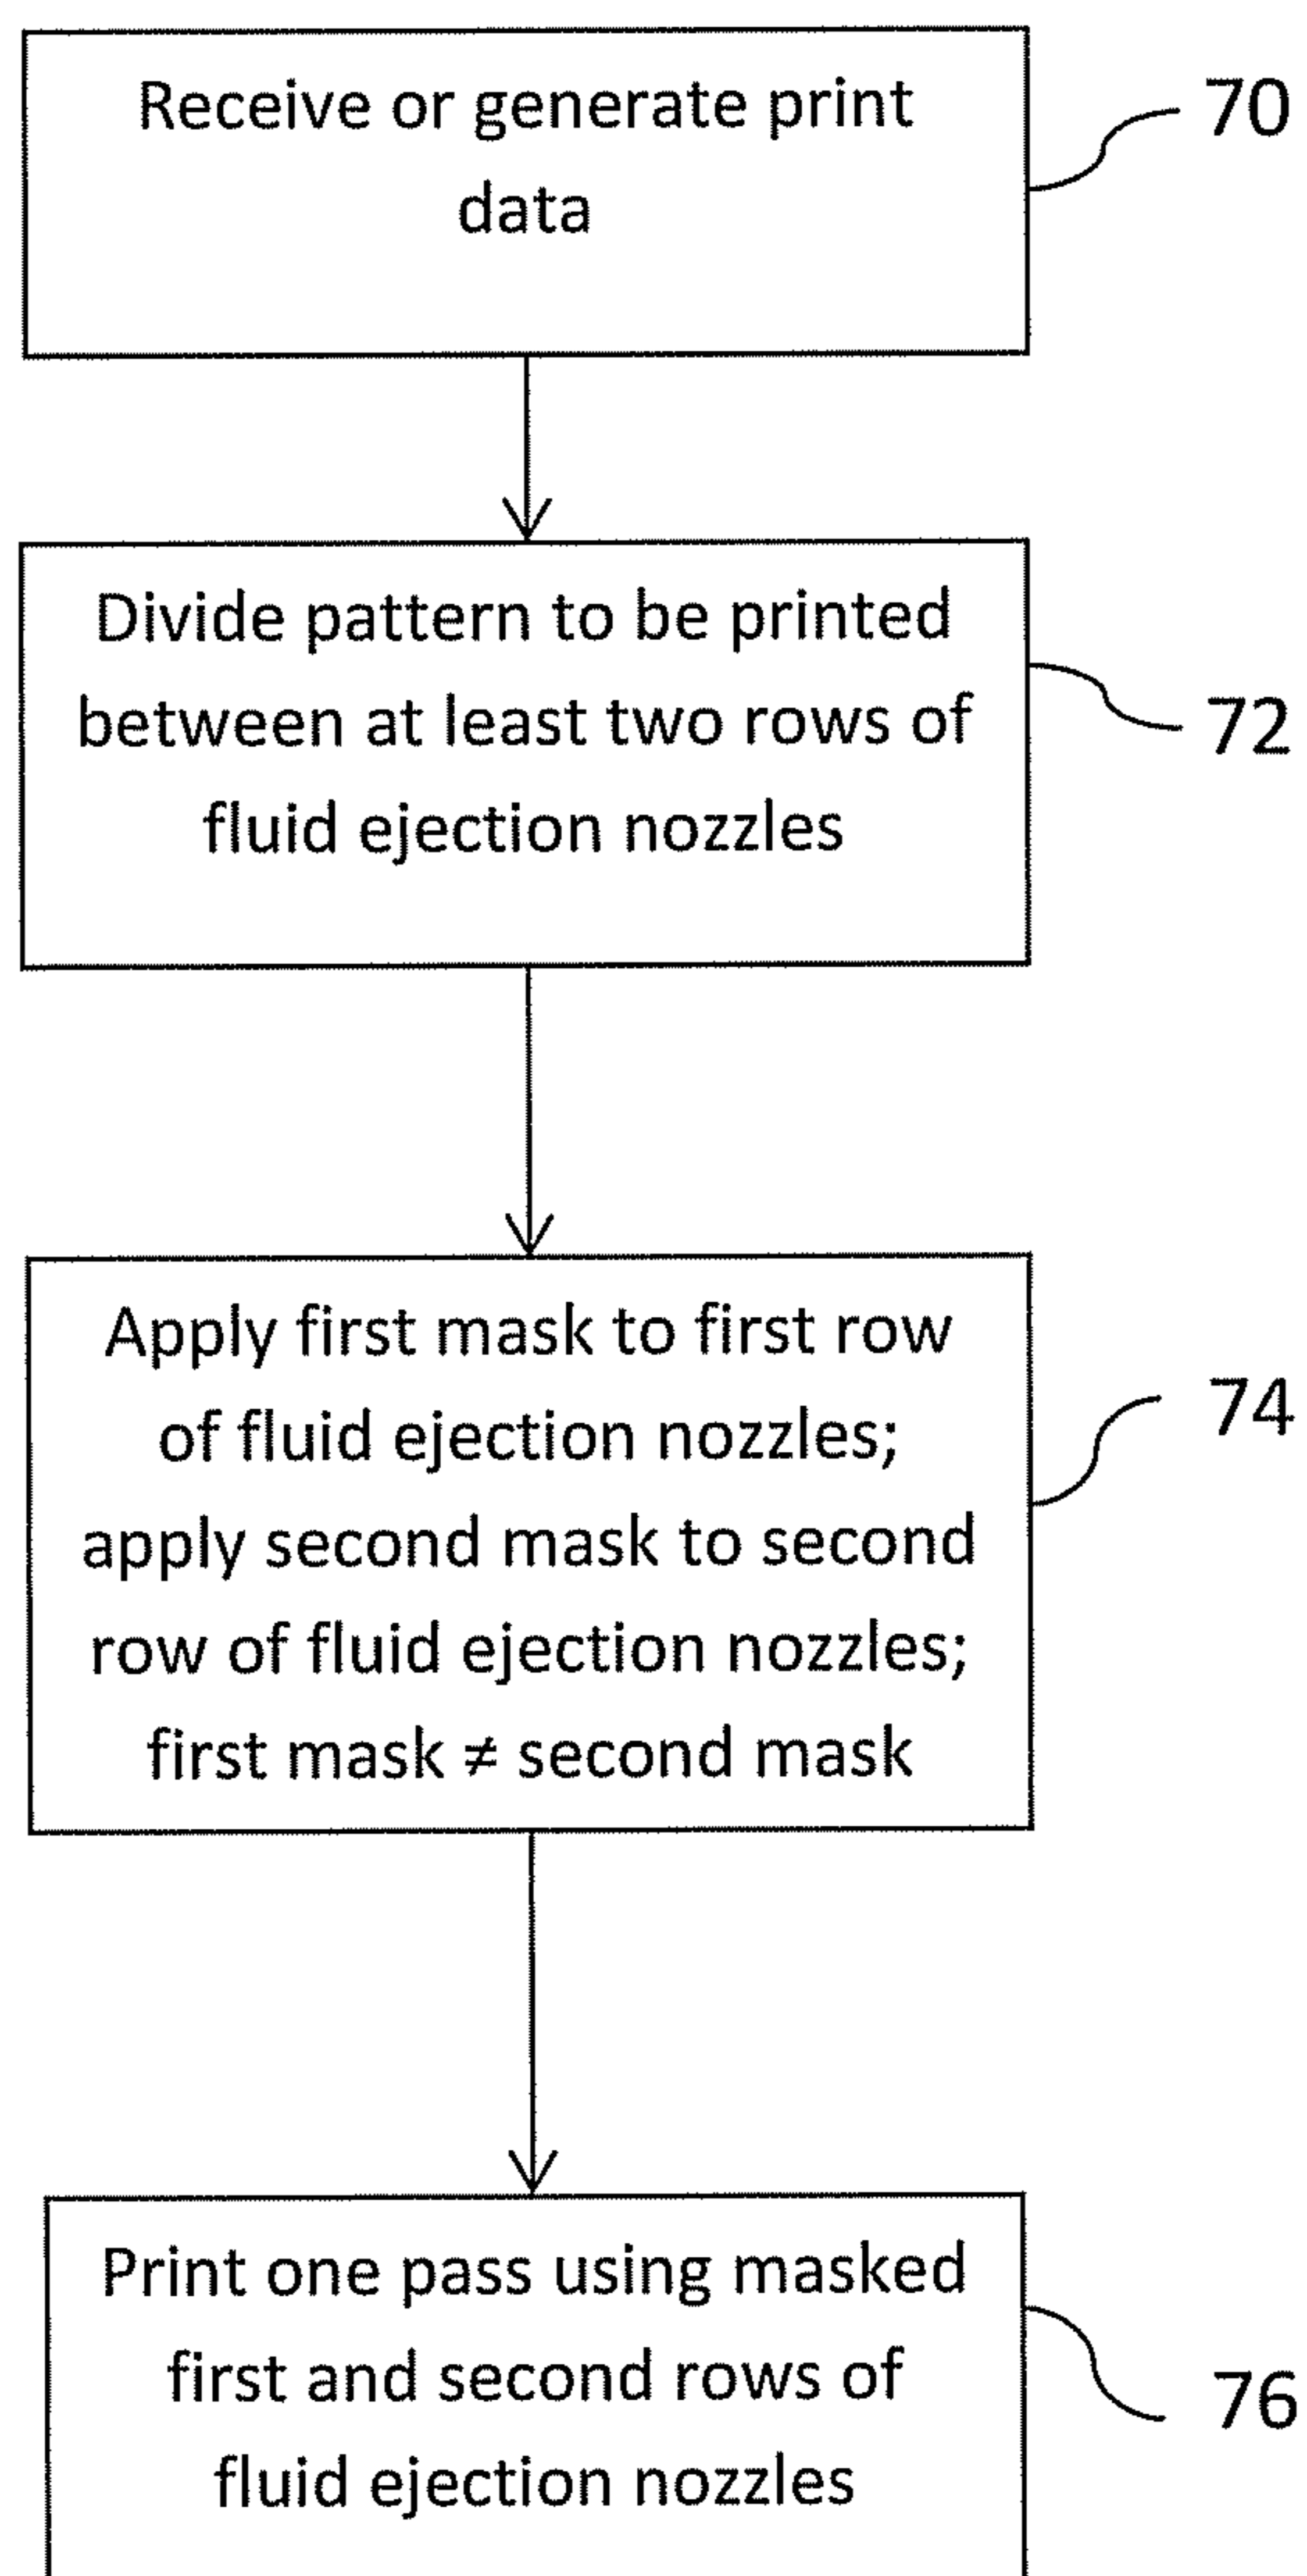 Receive or generate print
data
70
Divide pattern to be printed
between at least two rows of
fluid ejection nozzles
72
Apply first mask to first row
of fluid ejection nozzles;
apply second mask to second
row of fluid ejection nozzles;
first mask ≠ second mask
74
Print one pass using masked
first and second rows of
fluid ejection nozzles
76